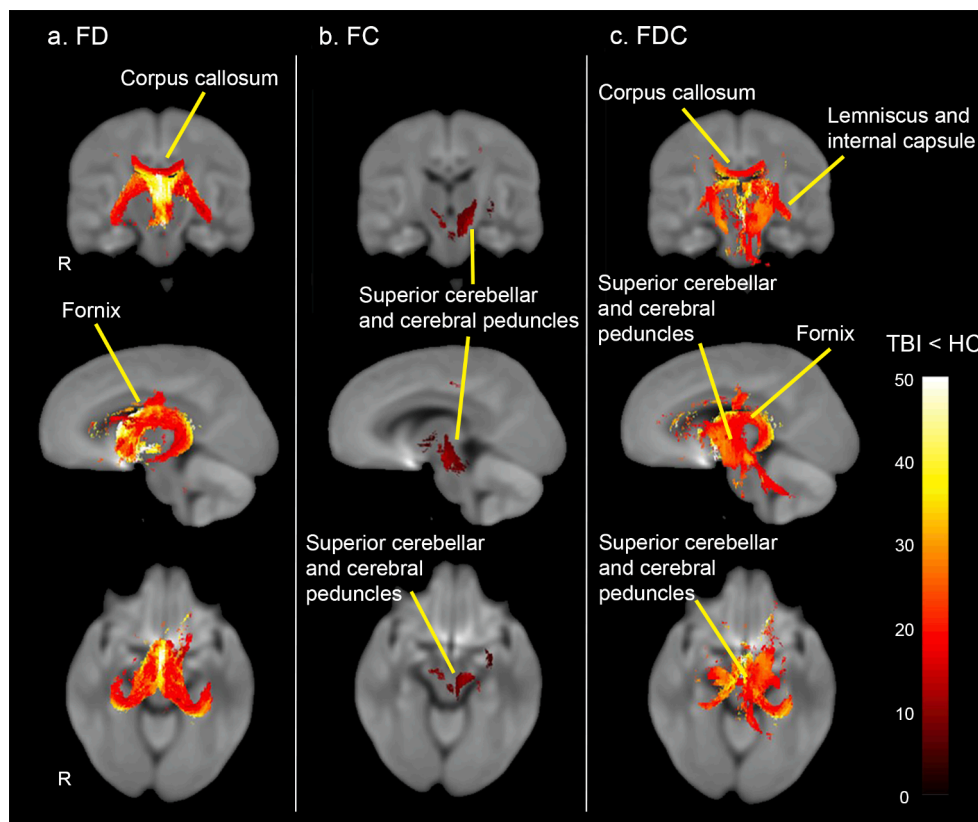 a. FD
b. FC
c. FDC
Corpus callosum
Corpus callosum
Lemniscus and
internal capsule
R
Superior cerebellar
and cerebral peduncles
Superior cerebellar
and cerebral
peduncles
Fornix
Fornix
TBI < HC
50
40
30
20
10
0
Superior cerebellar
and cerebral
peduncles
Superior cerebellar
and cerebral
peduncles
R